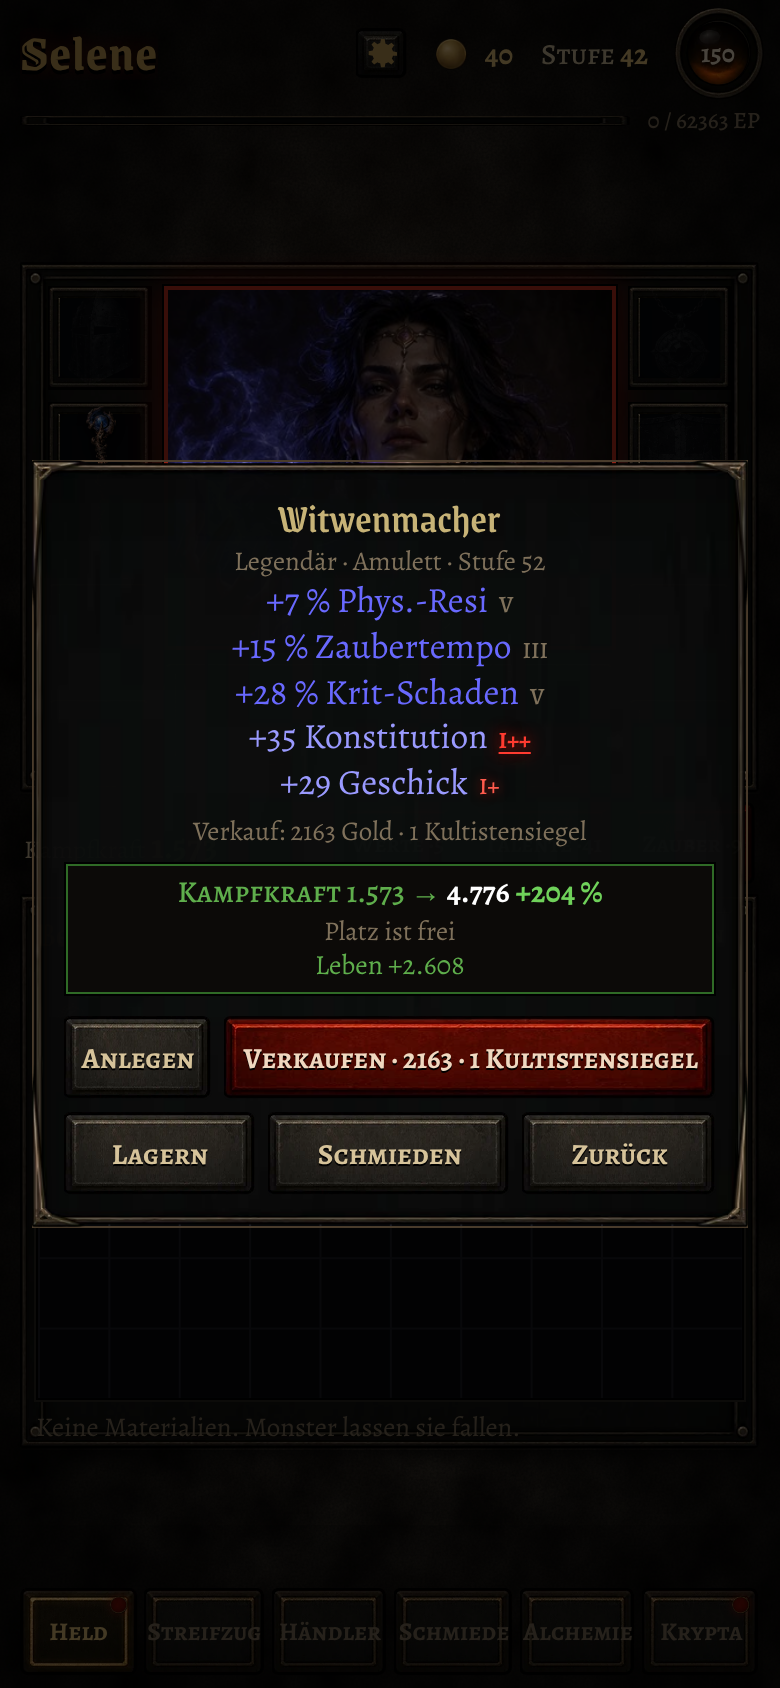 Selene
40 Stufe 42 150
0 / 62363 EP
Witwenmacher
Legendär · Amulett · Stufe 52
+7 % Phys.-Resi V
+15 % Zaubertempo III
+28 % Krit-Schaden V
+35 Konstitution I++
+29 Geschick I+
Verkauf: 2163 Gold · 1 Kultistensiegel
Kampfkraft 1.573 → 4.776 +204 %
Platz ist frei
Leben +2.608
Anlegen Verkaufen · 2163 · 1 Kultistensiegel
Lagern Schmieden Zurück
Keine Materialien. Monster lassen sie fallen.
Held Streifzug Händler Schmiede Alchemie Krypta